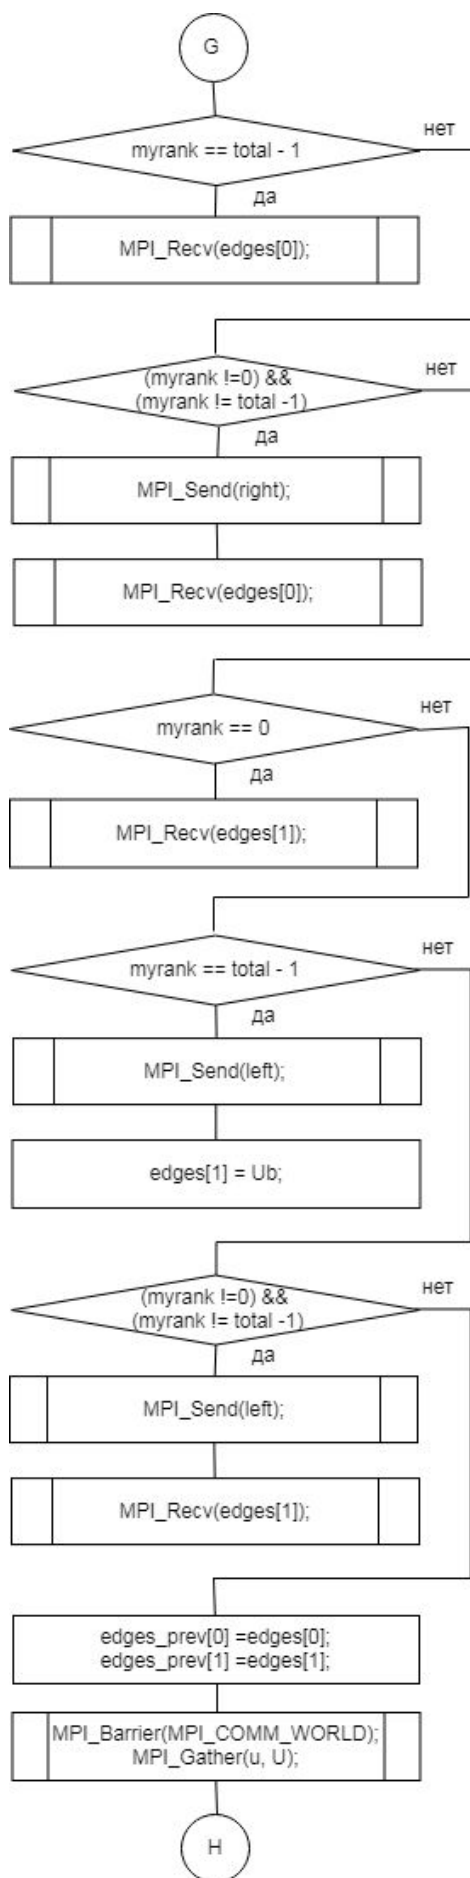 G
myrank == total - 1
нет
да
MPI_Recv(edges[0]);
(myrank !=0) &&
(myrank != total -1)
нет
да
MPI_Send(right);
MPI_Recv(edges[0]);
myrank == 0
нет
да
MPI_Recv(edges[1]);
myrank == total - 1
нет
да
MPI_Send(left);
edges[1] = Ub;
(myrank !=0) &&
(myrank != total -1)
нет
да
MPI_Send(left);
MPI_Recv(edges[1]);
edges_prev[0] =edges[0];
edges_prev[1] =edges[1];
MPI_Barrier(MPI_COMM_WORLD);
MPI_Gather(u, U);
H